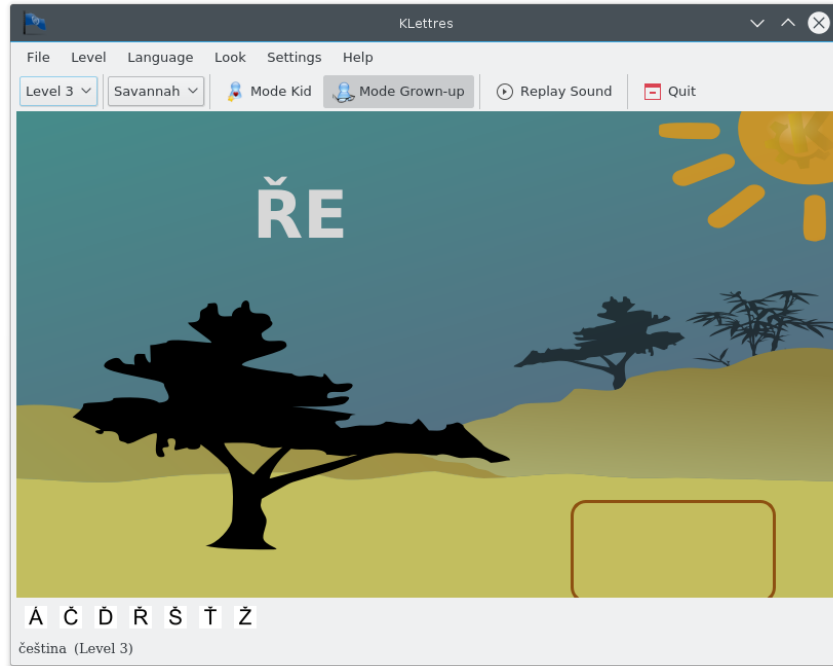 KLettres
File Level Language Look Settings Help
Level 3 Savannah Mode Kid Mode Grown-up Replay Sound Quit
ŘE
Á Č Ď Ř Š Ť Ž
čeština (Level 3)